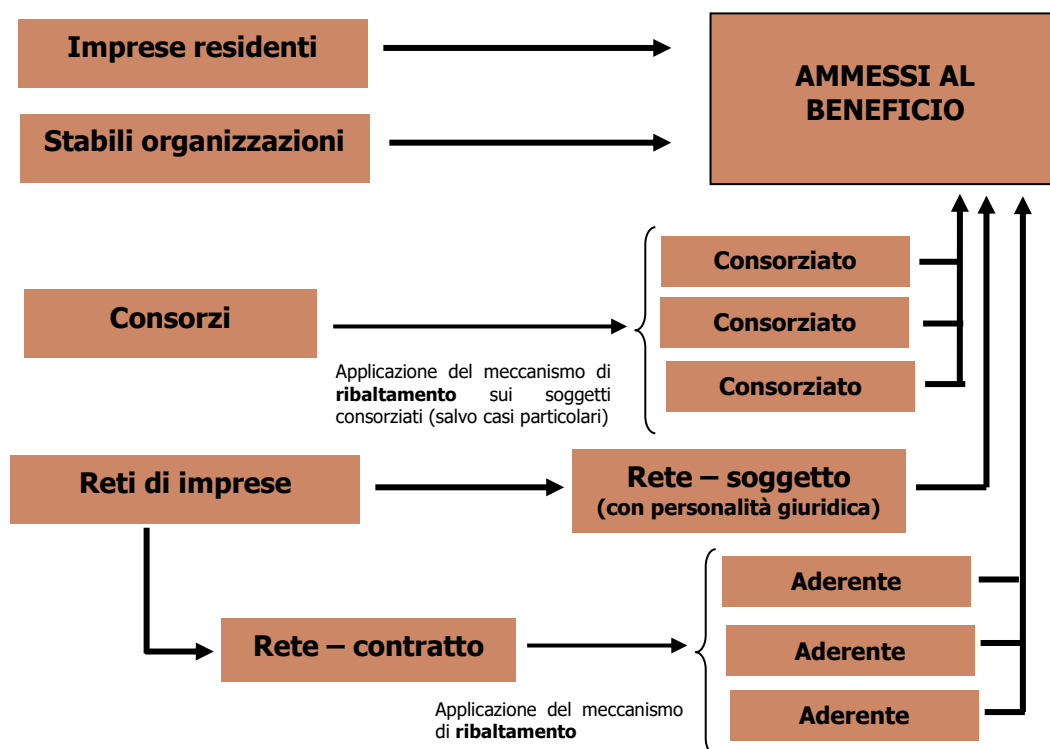 Imprese residenti
AMMESSI AL
BENEFICIO
Stabili organizzazioni
Consorziato
Consorzi
Consorziato
Applicazione del meccanismo di
ribaltamento sui soggetti
consorziati (salvo casi particolari)
Consorziato
Reti di imprese
Rete – soggetto
(con personalità giuridica)
Aderente
Rete – contratto
Aderente
Applicazione del meccanismo
di ribaltamento
Aderente